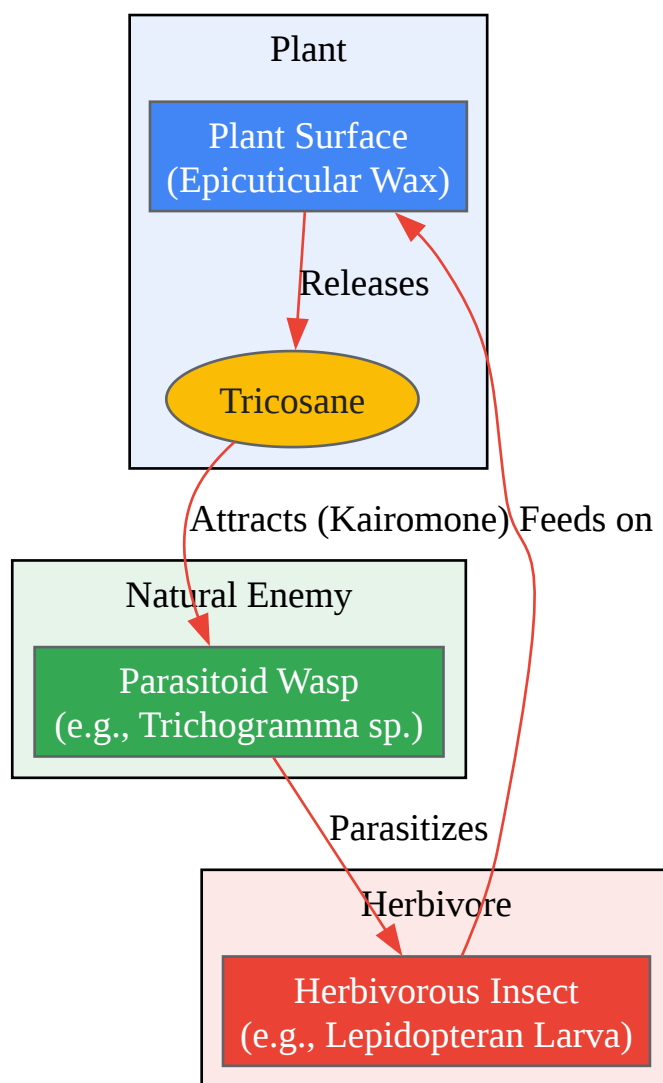 Plant
Plant Surface
(Epicuticular Wax)
Releases
Tricosane
Attracts (Kairomone)
Feeds on
Natural Enemy
Parasitoid Wasp
(e.g., Trichogramma sp.)
Parasitizes
Herbivore
Herbivorous Insect
(e.g., Lepidopteran Larva)